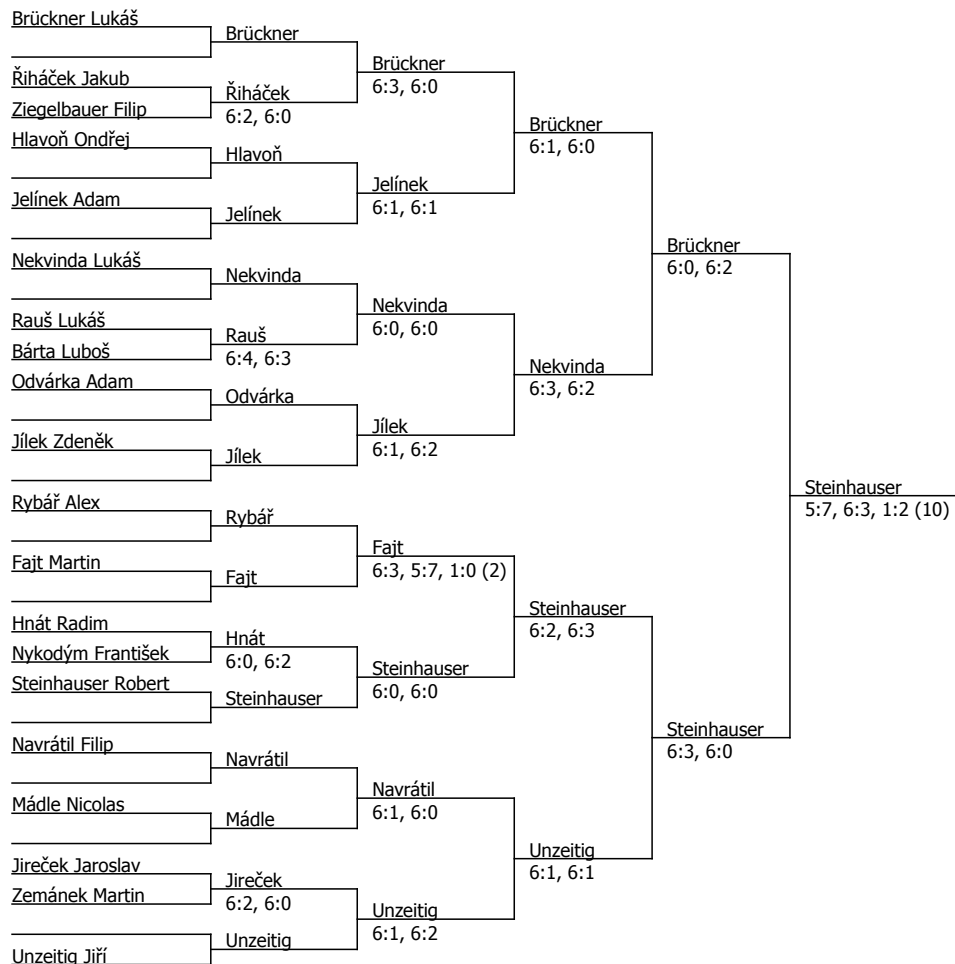 Brückner Lukáš
Řiháček Jakub
Ziegelbauer Filip
Hlavoň Ondřej
Jelínek Adam
Nekvinda Lukáš
Rauš Lukáš
Bárta Luboš
Odvárka Adam
Jílek Zdeněk
Rybář Alex
Fajt Martin
Hnát Radim
Nykodým František
Steinhauser Robert
Navrátil Filip
Mádle Nicolas
Jireček Jaroslav
Zemánek Martin
Unzeitig Jiří
Brückner
Řiháček
6:2, 6:0
Hlavoň
Jelínek
Nekvinda
Rauš
6:4, 6:3
Odvárka
Jílek
Rybář
Fajt
Hnát
6:0, 6:2
Steinhauser
Navrátil
Mádle
Jireček
6:2, 6:0
Unzeitig
Brückner
6:3, 6:0
Jelínek
6:1, 6:1
Nekvinda
6:0, 6:0
Jílek
6:1, 6:2
Fajt
6:3, 5:7, 1:0 (2)
Steinhauser
6:0, 6:0
Navrátil
6:1, 6:0
Unzeitig
6:1, 6:2
Brückner
6:1, 6:0
Nekvinda
6:3, 6:2
Steinhauser
6:2, 6:3
Unzeitig
6:1, 6:1
Brückner
6:0, 6:2
Steinhauser
6:3, 6:0
Steinhauser
5:7, 6:3, 1:2 (10)